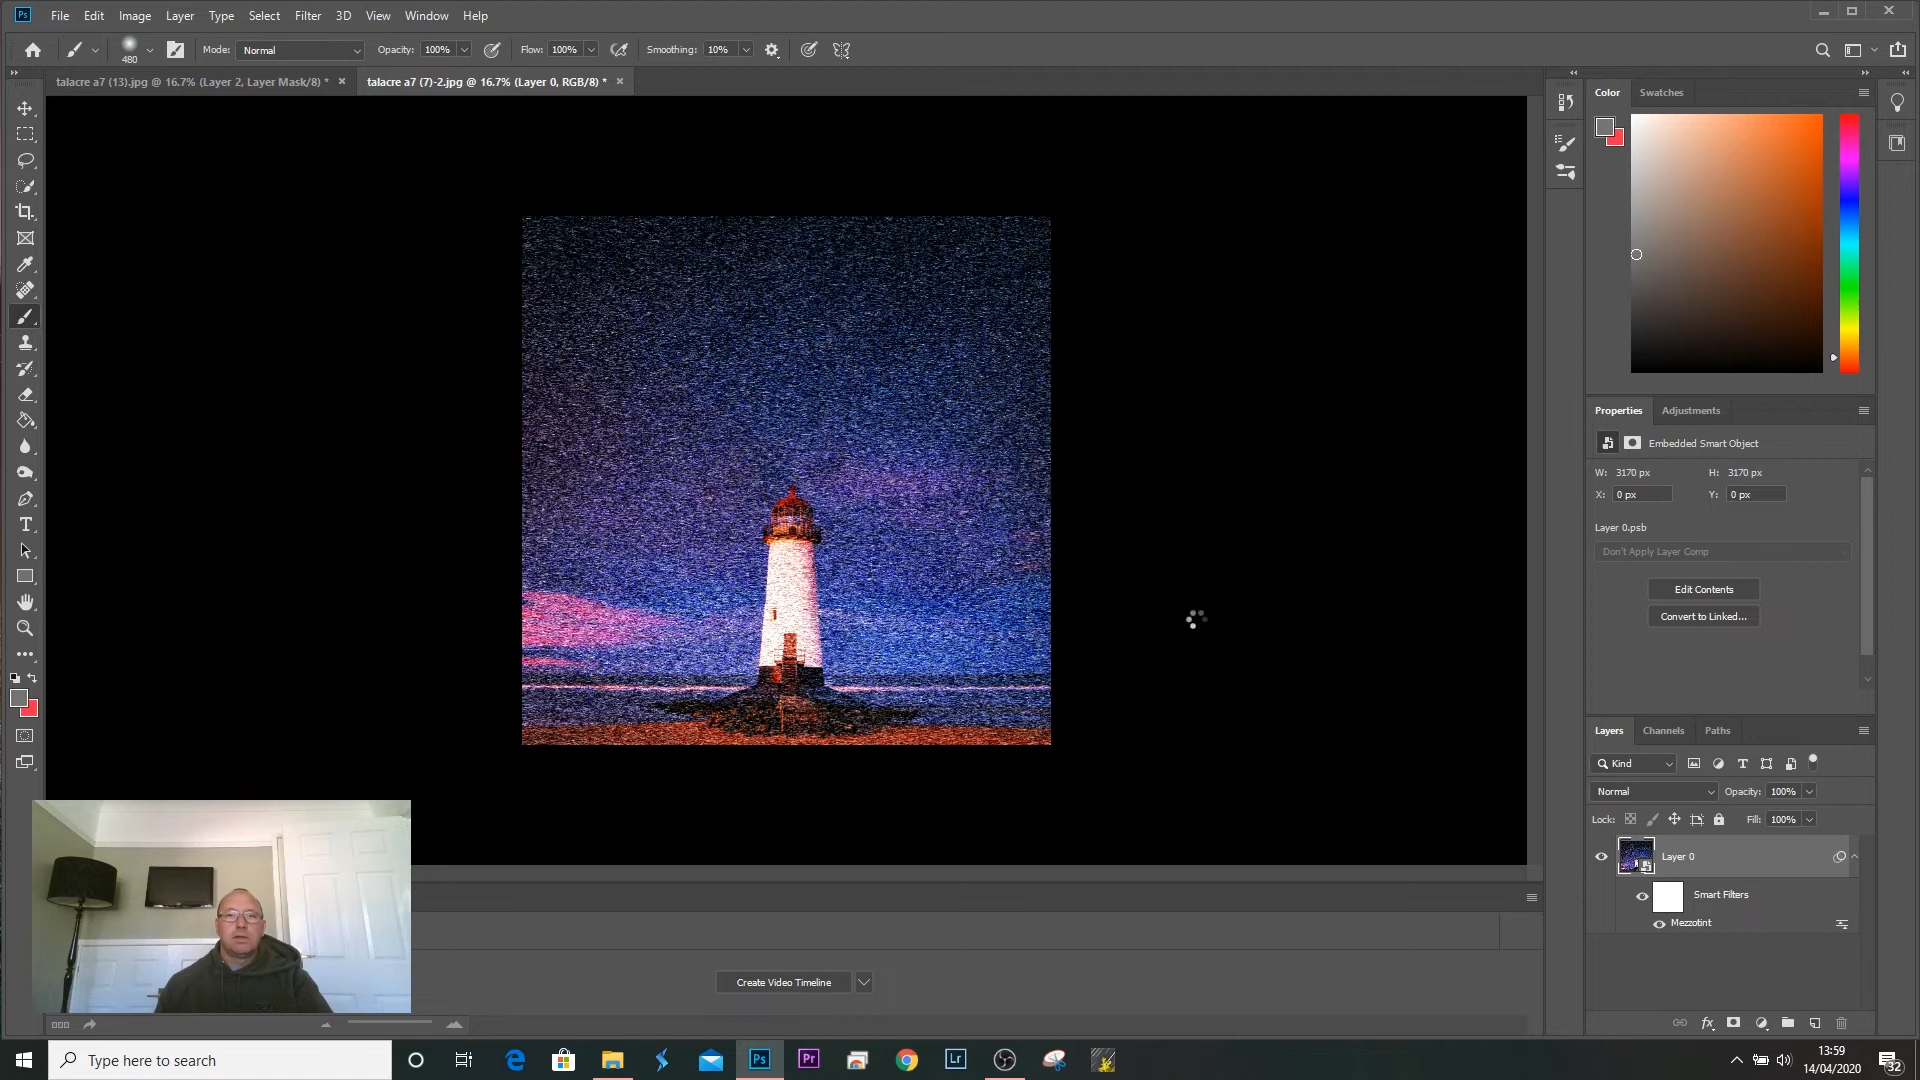 Ps File Edit Image Layer Type Select Filter 3D View Window Help
480 Mode: Normal Opacity: 100% Flow: 100% Smoothing: 10%
talacre a7 (13).jpg @ 16.7% (Layer 2, Layer Mask/8) * talacre a7 (7)-2.jpg @ 16.7% (Layer 0, RGB/8) *
Color Swatches
Properties Adjustments
Embedded Smart Object
W: 3170 px H: 3170 px
X: 0 px Y: 0 px
Layer 0.psb
Don't Apply Layer Comp
Edit Contents
Convert to Linked...
Layers Channels Paths
Kind
Normal Opacity: 100%
Lock: Fill: 100%
Layer 0
Smart Filters
Mezzotint
Create Video Timeline
fx
Type here to search
Ps Pr Lr
13:59
14/04/2020
32